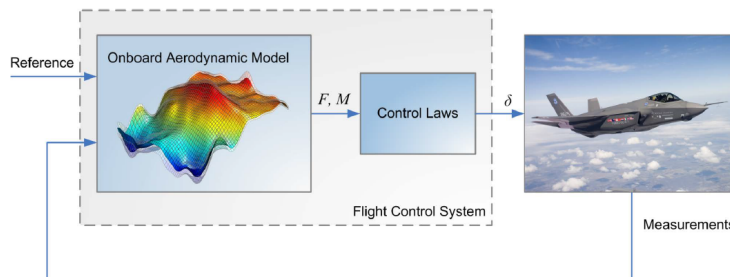 Onboard Aerodynamic Model
Reference
F, M
Control Laws
δ
Flight Control System
Measurements